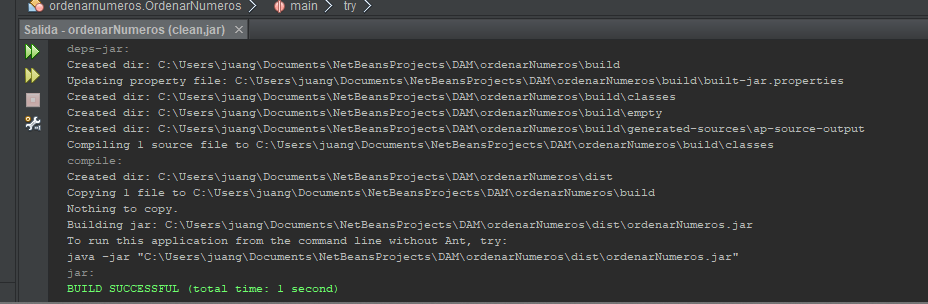 ordenarnumeros.OrdenarNumeros > main > try >
Salida - ordenarNumeros (clean,jar) ×
deps-jar:
Created dir: C:\Users\juang\Documents\NetBeansProjects\DAM\ordenarNumeros\build
Updating property file: C:\Users\juang\Documents\NetBeansProjects\DAM\ordenarNumeros\build\built-jar.properties
Created dir: C:\Users\juang\Documents\NetBeansProjects\DAM\ordenarNumeros\build\classes
Created dir: C:\Users\juang\Documents\NetBeansProjects\DAM\ordenarNumeros\build\empty
Created dir: C:\Users\juang\Documents\NetBeansProjects\DAM\ordenarNumeros\build\generated-sources\ap-source-output
Compiling 1 source file to C:\Users\juang\Documents\NetBeansProjects\DAM\ordenarNumeros\build\classes
compile:
Created dir: C:\Users\juang\Documents\NetBeansProjects\DAM\ordenarNumeros\dist
Copying 1 file to C:\Users\juang\Documents\NetBeansProjects\DAM\ordenarNumeros\build
Nothing to copy.
Building jar: C:\Users\juang\Documents\NetBeansProjects\DAM\ordenarNumeros\dist\ordenarNumeros.jar
To run this application from the command line without Ant, try:
java -jar "C:\Users\juang\Documents\NetBeansProjects\DAM\ordenarNumeros\dist\ordenarNumeros.jar"
jar:
BUILD SUCCESSFUL (total time: 1 second)